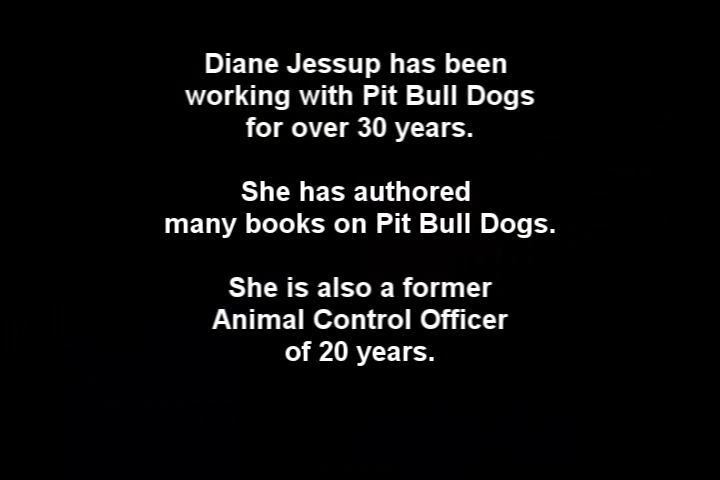 Diane Jessup has been
working with Pit Bull Dogs
for over 30 years.
She has authored
many books on Pit Bull Dogs.
She is also a former
Animal Control Officer
of 20 years.